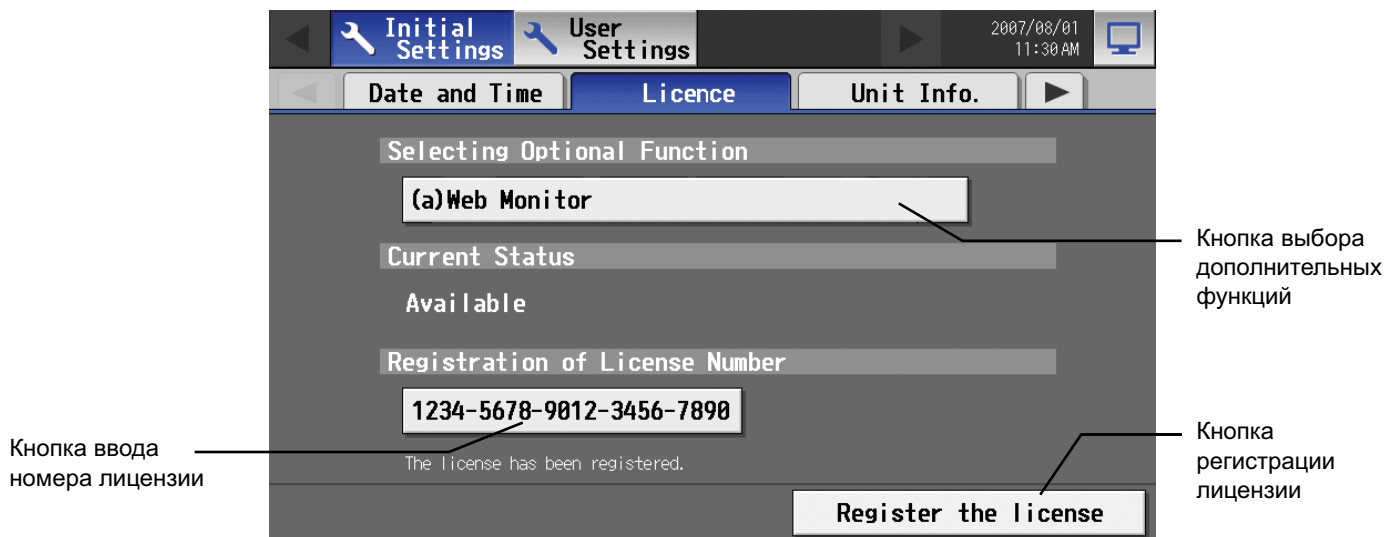 Initial
Settings
User
Settings
2007/08/01
11:30 AM
Date and Time
Licence
Unit Info.
Selecting Optional Function
(a)Web Monitor
Кнопка выбора
дополнительных
функций
Current Status
Available
Registration of License Number
1234-5678-9012-3456-7890
Кнопка ввода
номера лицензии
The license has been registered.
Кнопка
регистрации
лицензии
Register the license